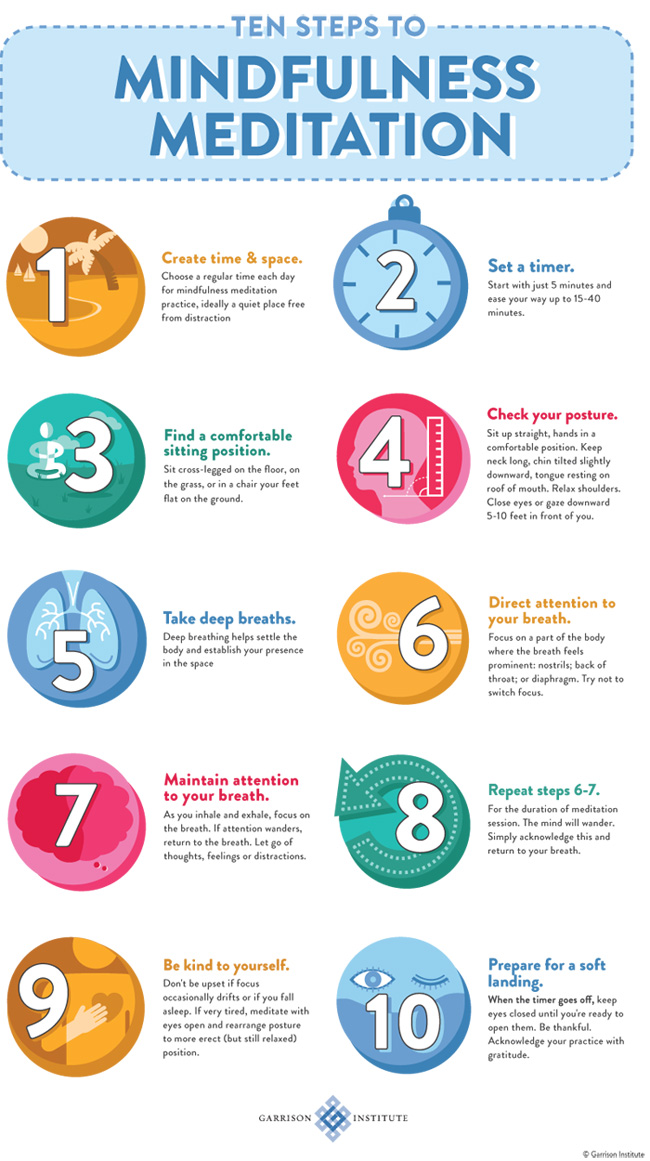 TEN STEPS TO
MINDFULNESS
MEDITATION
1
Create time & space.
Choose a regular time each day
for mindfulness meditation
practice, ideally a quiet place free
from distraction
2
Set a timer.
Start with just 5 minutes and
ease your way up to 15-40
minutes.
3
Find a comfortable
sitting position.
Sit cross-legged on the floor, on
the grass, or in a chair your feet
flat on the ground.
4
Check your posture.
Sit up straight, hands in a
comfortable position. Keep
neck long, chin tilted slightly
downward, tongue resting on
roof of mouth. Relax shoulders.
Close eyes or gaze downward
5-10 feet in front of you.
5
Take deep breaths.
Deep breathing helps settle the
body and establish your presence
in the space
6
Direct attention to
your breath.
Focus on a part of the body
where the breath feels
prominent: nostrils; back of
throat; or diaphragm. Try not to
switch focus.
7
Maintain attention
to your breath.
As you inhale and exhale, focus on
the breath. If attention wanders,
return to the breath. Let go of
thoughts, feelings or distractions.
8
Repeat steps 6-7.
For the duration of meditation
session. The mind will wander.
Simply acknowledge this and
return to your breath.
9
Be kind to yourself.
Don't be upset if focus
occasionally drifts or if you fall
asleep. If very tired, meditate with
eyes open and rearrange posture
to more erect (but still relaxed)
position.
10
Prepare for a soft
landing.
When the timer goes off, keep
eyes closed until you're ready to
open them. Be thankful.
Acknowledge your practice with
gratitude.
GARRISON INSTITUTE
© Garrison Institute